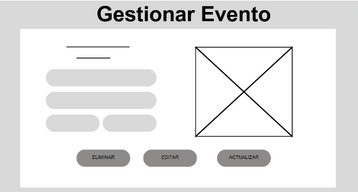 Gestionar Evento
ELIMINAR
EDITAR
ACTUALIZAR